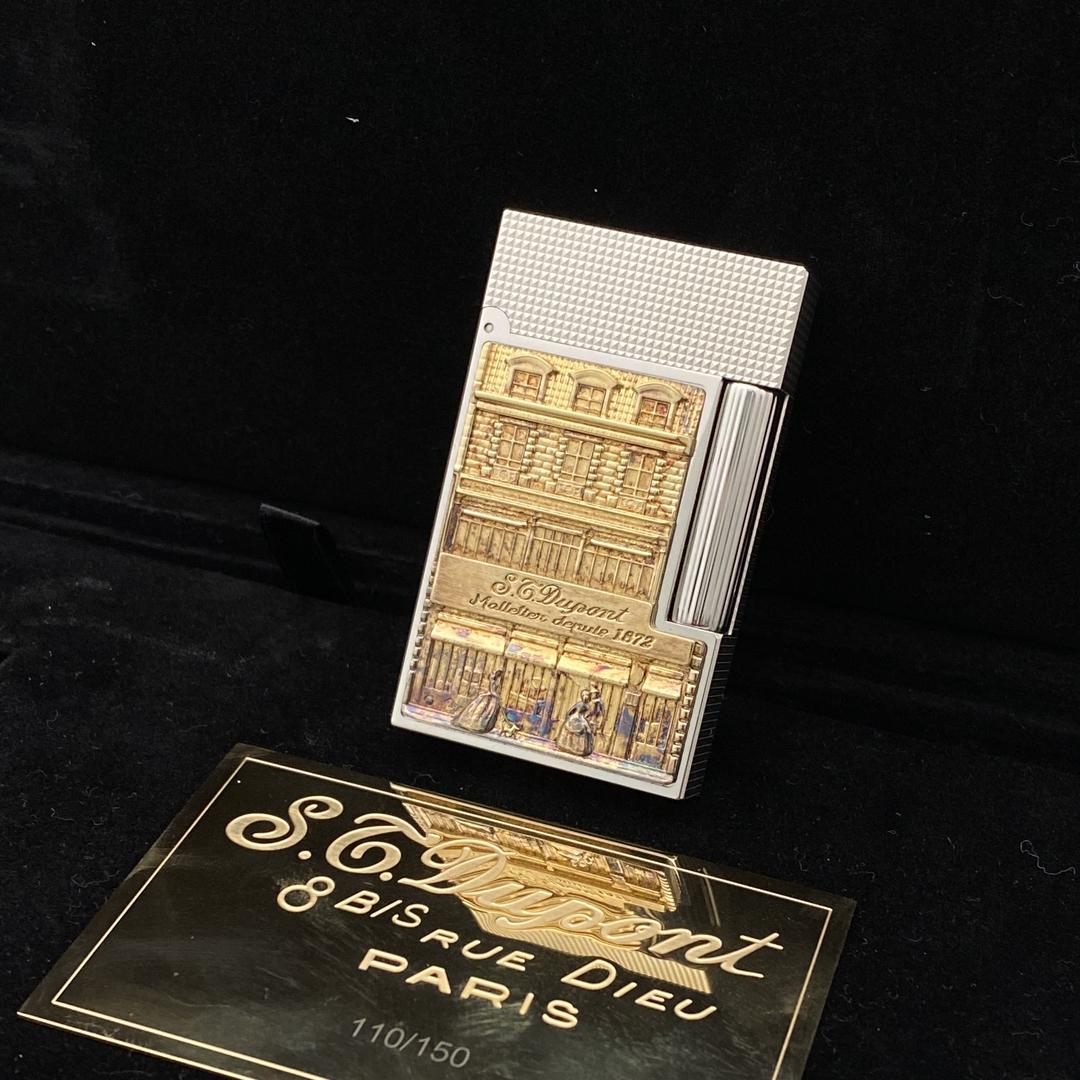 S.T.Dupont
Malletier depuis 1872
S.T.Dupont
8 BIS RUE DIEU
PARIS
110/150